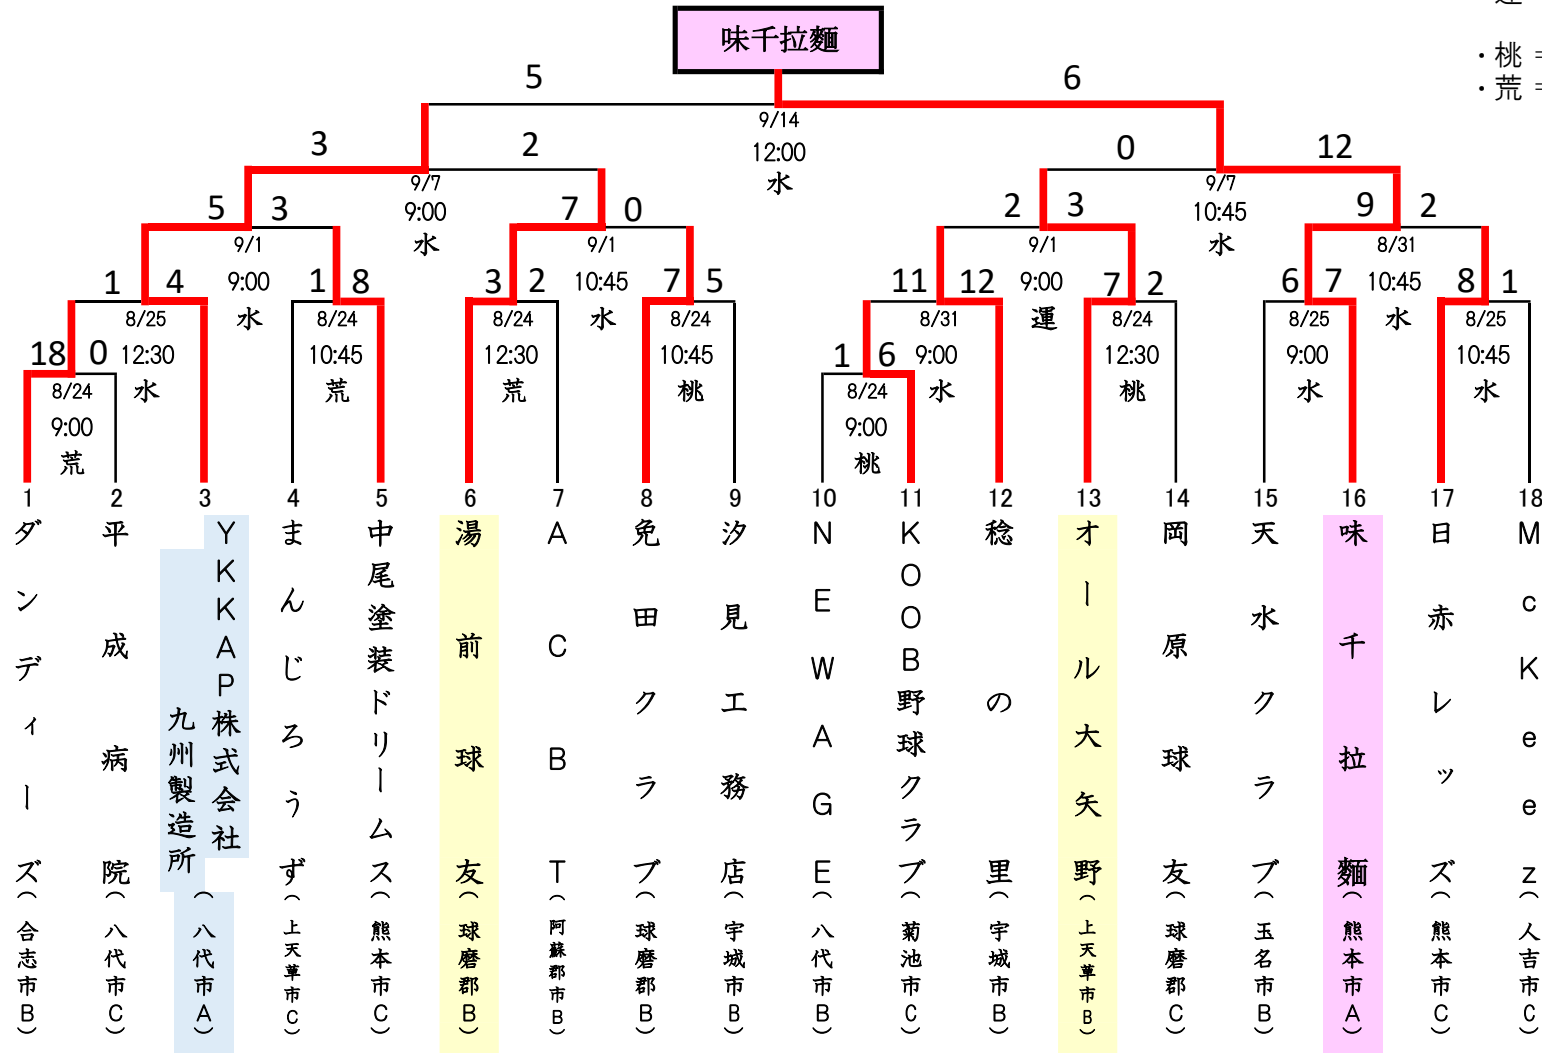 運
・桃 =
・荒 =
味千拉麵
5 6
9/14
12:00
水
3 2 0 12
9/7
9:00
水
9/7
10:45
水
5 3 7 0 2 3 9 2
9/1
9:00
水
9/1
10:45
水
9/1
9:00
運
8/31
10:45
水
1 4 1 8 3 2 7 5 11 12 7 2 6 7 8 1
8/25
12:30
水
8/24
10:45
荒
8/24
12:30
荒
8/24
10:45
桃
8/31
9:00
水
8/24
12:30
桃
8/25
9:00
水
8/25
10:45
水
18 0 1 6
8/24
9:00
荒
8/24
9:00
桃
1 2 3 4 5 6 7 8 9 10 11 12 13 14 15 16 17 18
ダンディーズ(合志市B)
平成病院(八代市C)
YKKAP株式会社
九州製造所(八代市A)
まんじろうず(上天草市C)
中尾塗装ドリームス(熊本市C)
湯前球友(球磨郡B)
ACBT(阿蘇郡市B)
免田クラブ(球磨郡B)
汐見工務店(宇城市B)
NEWAGE(八代市B)
KOOB野球クラブ(菊池市C)
稔の里(宇城市B)
オール大矢野(上天草市B)
岡原球友(球磨郡C)
天水クラブ(玉名市B)
味千拉麵(熊本市A)
日赤レッズ(熊本市C)
McKeez(人吉市C)